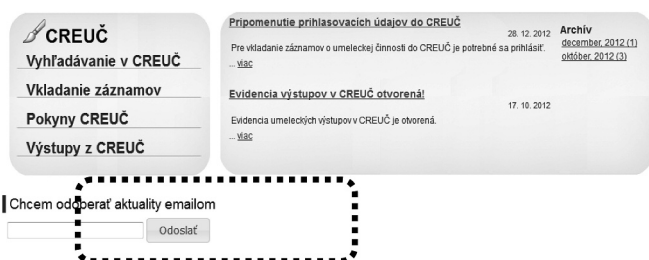 CREUČ
Vyhľadávanie v CREUČ
Vkladanie záznamov
Pokyny CREUČ
Výstupy z CREUČ
Pripomenutie prihlasovacích údajov do CREUČ
28. 12. 2012
Pre vkladanie záznamov o umeleckej činnosti do CREUČ je potrebné sa prihlásiť.
... viac
Evidencia výstupov v CREUČ otvorená!
17. 10. 2012
Evidencia umeleckých výstupov v CREUČ je otvorená.
... viac
Archív
december, 2012 (1)
október, 2012 (3)
Chcem odoberať aktuality emailom
Odoslať